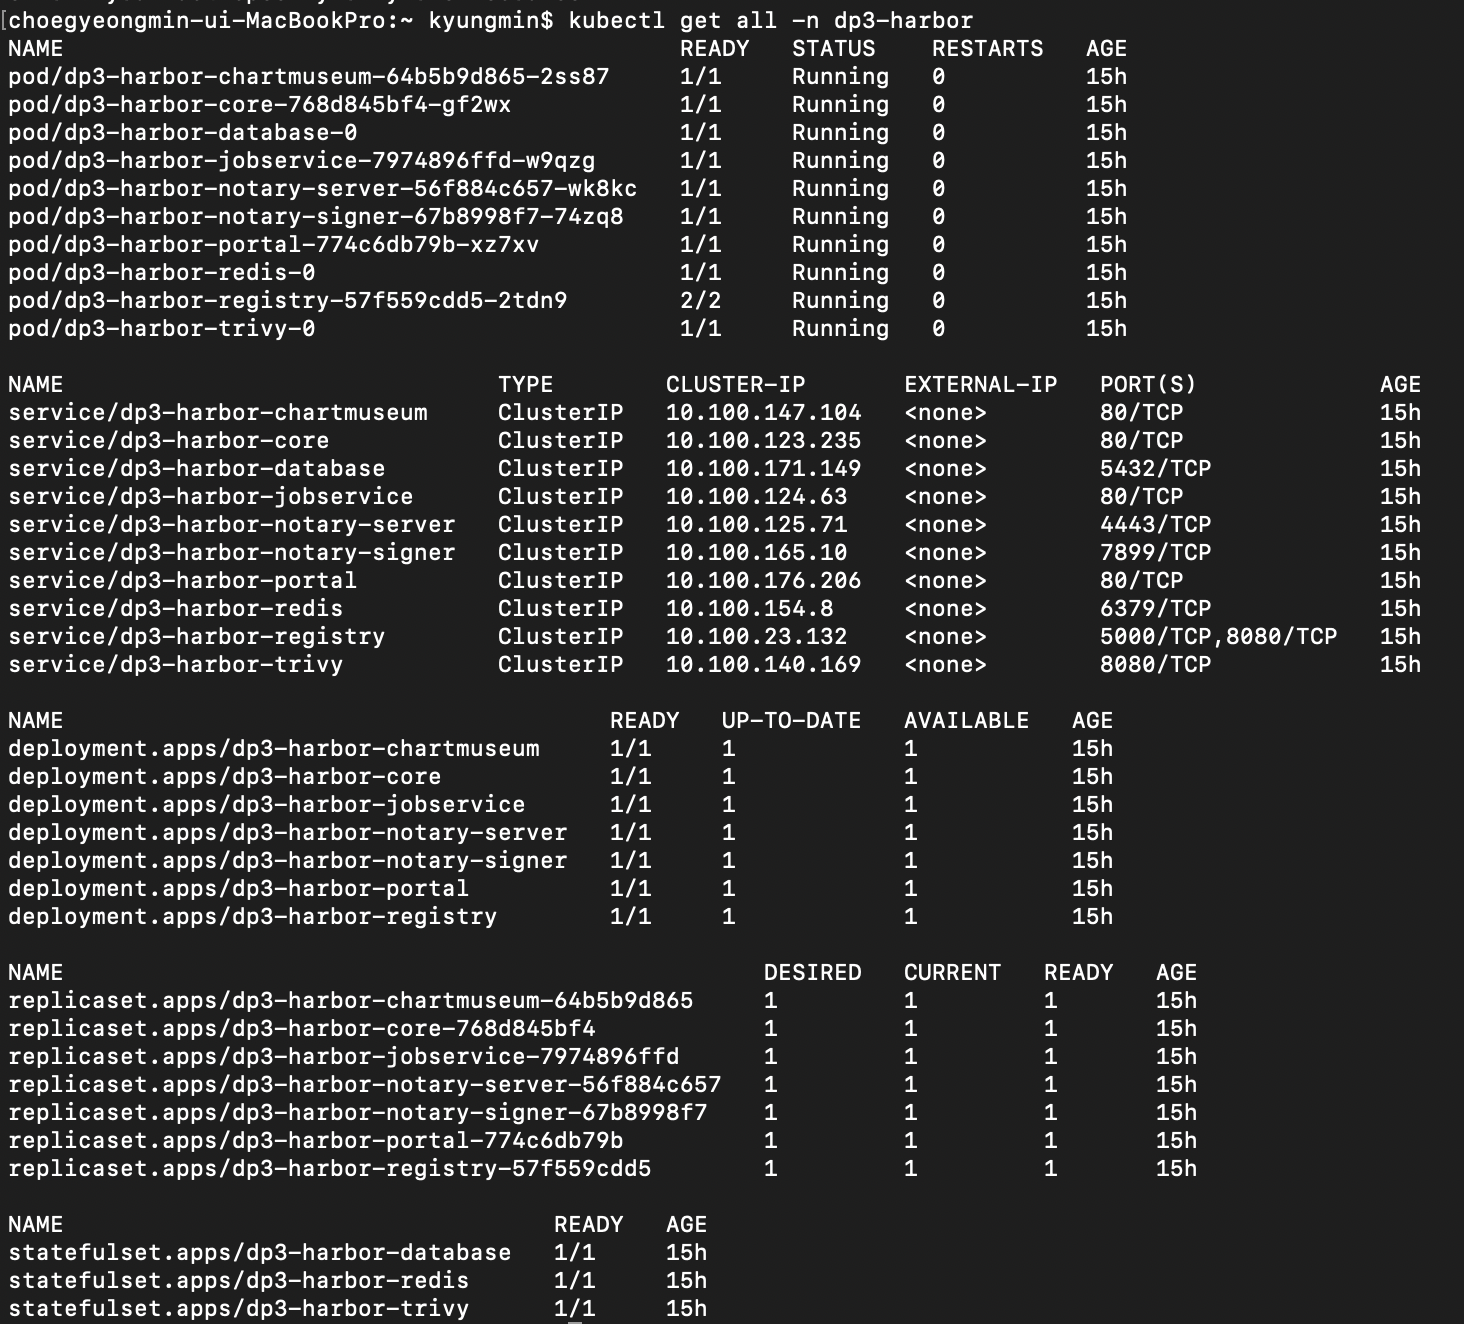 choegyeongmin-ui-MacBookPro:~ kyungmin$ kubectl get all -n dp3-harbor
NAME READY STATUS RESTARTS AGE
pod/dp3-harbor-chartmuseum-64b5b9d865-2ss87 1/1 Running 0 15h
pod/dp3-harbor-core-768d845bf4-gf2wx 1/1 Running 0 15h
pod/dp3-harbor-database-0 1/1 Running 0 15h
pod/dp3-harbor-jobservice-7974896ffd-w9qzg 1/1 Running 0 15h
pod/dp3-harbor-notary-server-56f884c657-wk8kc 1/1 Running 0 15h
pod/dp3-harbor-notary-signer-67b8998f7-74zq8 1/1 Running 0 15h
pod/dp3-harbor-portal-774c6db79b-xz7xv 1/1 Running 0 15h
pod/dp3-harbor-redis-0 1/1 Running 0 15h
pod/dp3-harbor-registry-57f559cdd5-2tdn9 2/2 Running 0 15h
pod/dp3-harbor-trivy-0 1/1 Running 0 15h
NAME TYPE CLUSTER-IP EXTERNAL-IP PORT(S) AGE
service/dp3-harbor-chartmuseum ClusterIP 10.100.147.104 <none> 80/TCP 15h
service/dp3-harbor-core ClusterIP 10.100.123.235 <none> 80/TCP 15h
service/dp3-harbor-database ClusterIP 10.100.171.149 <none> 5432/TCP 15h
service/dp3-harbor-jobservice ClusterIP 10.100.124.63 <none> 80/TCP 15h
service/dp3-harbor-notary-server ClusterIP 10.100.125.71 <none> 4443/TCP 15h
service/dp3-harbor-notary-signer ClusterIP 10.100.165.10 <none> 7899/TCP 15h
service/dp3-harbor-portal ClusterIP 10.100.176.206 <none> 80/TCP 15h
service/dp3-harbor-redis ClusterIP 10.100.154.8 <none> 6379/TCP 15h
service/dp3-harbor-registry ClusterIP 10.100.23.132 <none> 5000/TCP,8080/TCP 15h
service/dp3-harbor-trivy ClusterIP 10.100.140.169 <none> 8080/TCP 15h
NAME READY UP-TO-DATE AVAILABLE AGE
deployment.apps/dp3-harbor-chartmuseum 1/1 1 1 15h
deployment.apps/dp3-harbor-core 1/1 1 1 15h
deployment.apps/dp3-harbor-jobservice 1/1 1 1 15h
deployment.apps/dp3-harbor-notary-server 1/1 1 1 15h
deployment.apps/dp3-harbor-notary-signer 1/1 1 1 15h
deployment.apps/dp3-harbor-portal 1/1 1 1 15h
deployment.apps/dp3-harbor-registry 1/1 1 1 15h
NAME DESIRED CURRENT READY AGE
replicaset.apps/dp3-harbor-chartmuseum-64b5b9d865 1 1 1 15h
replicaset.apps/dp3-harbor-core-768d845bf4 1 1 1 15h
replicaset.apps/dp3-harbor-jobservice-7974896ffd 1 1 1 15h
replicaset.apps/dp3-harbor-notary-server-56f884c657 1 1 1 15h
replicaset.apps/dp3-harbor-notary-signer-67b8998f7 1 1 1 15h
replicaset.apps/dp3-harbor-portal-774c6db79b 1 1 1 15h
replicaset.apps/dp3-harbor-registry-57f559cdd5 1 1 1 15h
NAME READY AGE
statefulset.apps/dp3-harbor-database 1/1 15h
statefulset.apps/dp3-harbor-redis 1/1 15h
statefulset.apps/dp3-harbor-trivy 1/1 15h